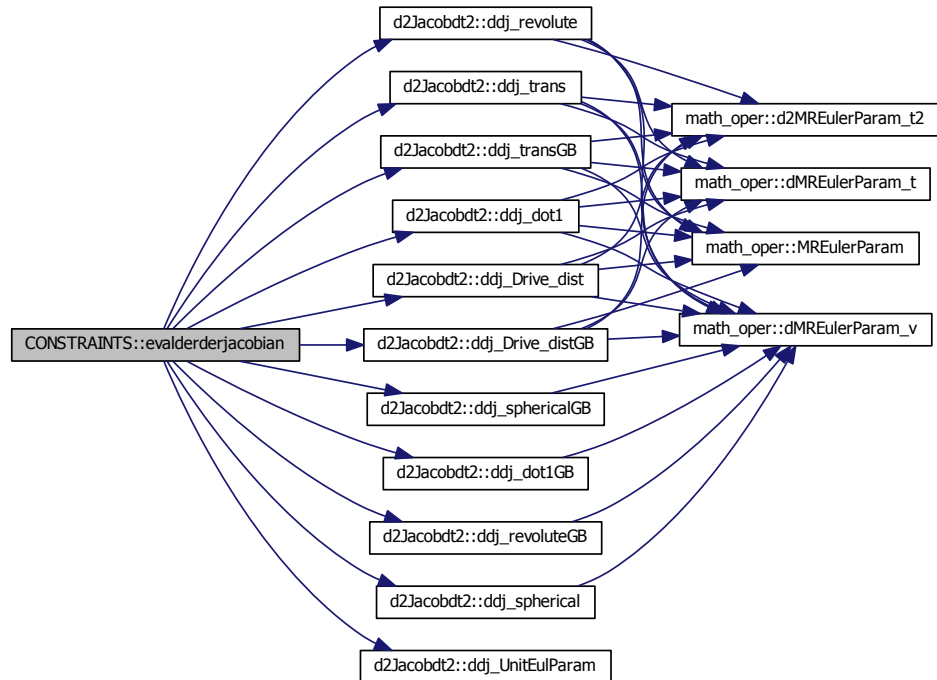 d2Jacobdt2::ddj_revolute
d2Jacobdt2::ddj_trans
d2Jacobdt2::ddj_transGB
d2Jacobdt2::ddj_dot1
d2Jacobdt2::ddj_Drive_dist
CONSTRAINTS::evalderderjacobian
d2Jacobdt2::ddj_Drive_distGB
d2Jacobdt2::ddj_sphericalGB
d2Jacobdt2::ddj_dot1GB
d2Jacobdt2::ddj_revoluteGB
d2Jacobdt2::ddj_spherical
d2Jacobdt2::ddj_UnitEulParam
math_oper::d2MREulerParam_t2
math_oper::dMREulerParam_t
math_oper::MREulerParam
math_oper::dMREulerParam_v